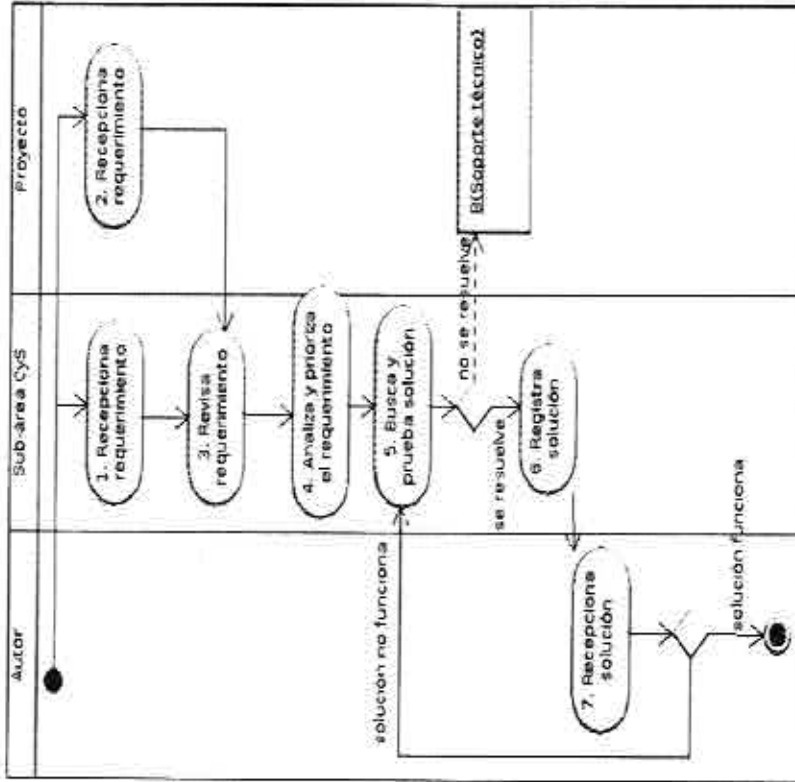 Autor
Sub-área CyS
Proyecto
1. Recepciona
requerimiento
2. Recepciona
requerimiento
3. Revisa
requerimiento
4. Analiza y prioriza
el requerimiento
5. Busca y
prueba solución
solución no funciona
no se resuelve
B(Soporte técnico)
se resuelve
6. Registra
solución
7. Recepciona
solución
solución funciona